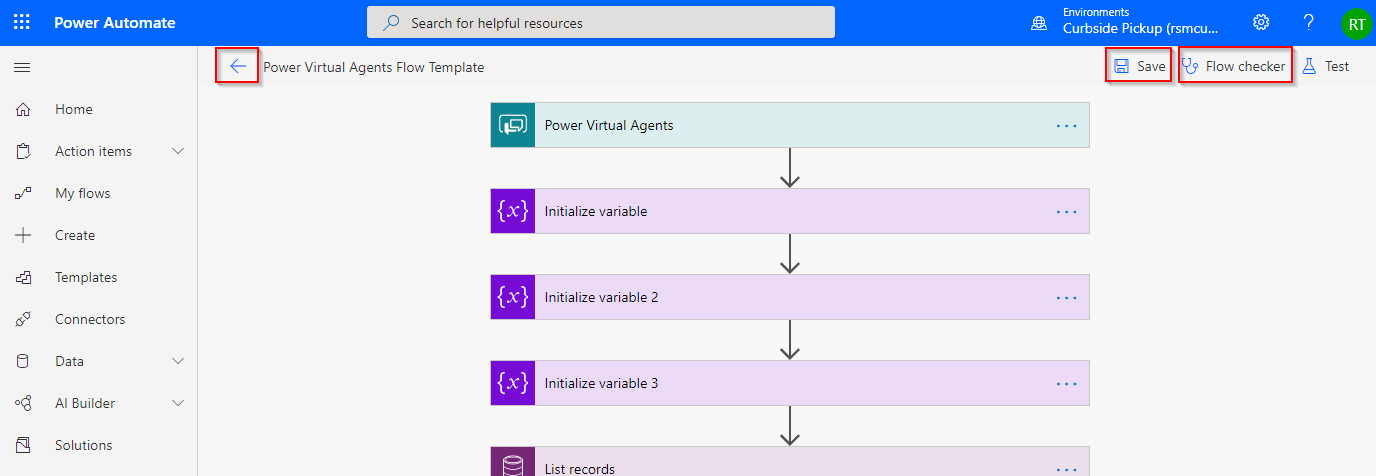 Power Automate
Search for helpful resources
Environments
Curbside Pickup (rsmcu...
?
RT
Power Virtual Agents Flow Template
Save
Flow checker
Test
Home
Action items
My flows
Create
Templates
Connectors
Data
AI Builder
Solutions
Power Virtual Agents
...
{x} Initialize variable
...
{x} Initialize variable 2
...
{x} Initialize variable 3
...
List records
...